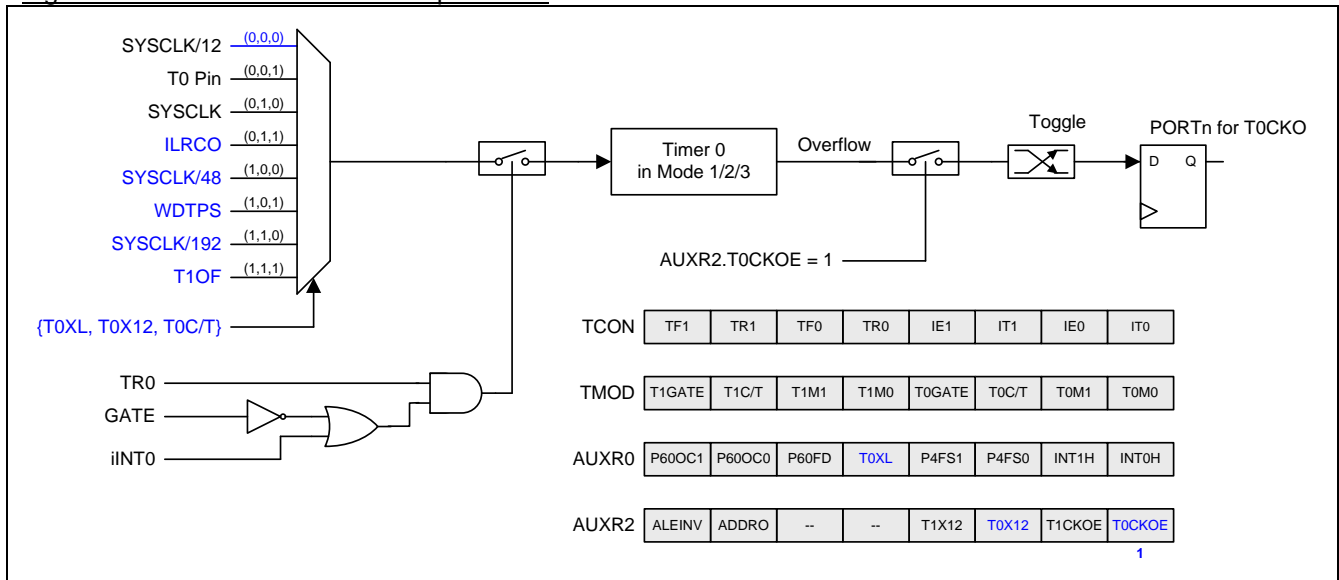 SYSCLK/12 (0,0,0)
T0 Pin (0,0,1)
SYSCLK (0,1,0)
ILRCO (0,1,1)
SYSCLK/48 (1,0,0)
WDTPS (1,0,1)
SYSCLK/192 (1,1,0)
T1OF (1,1,1)
{T0XL, T0X12, T0C/T}
TR0
GATE
iINT0
Timer 0
in Mode 1/2/3
Overflow
Toggle
PORTn for T0CKO
D Q
AUXR2.T0CKOE = 1
TCON TF1 TR1 TF0 TR0 IE1 IT1 IE0 IT0
TMOD T1GATE T1C/T T1M1 T1M0 T0GATE T0C/T T0M1 T0M0
AUXR0 P60OC1 P60OC0 P60FD T0XL P4FS1 P4FS0 INT1H INT0H
AUXR2 ALEINV ADDRO -- -- T1X12 T0X12 T1CKOE T0CKOE
1